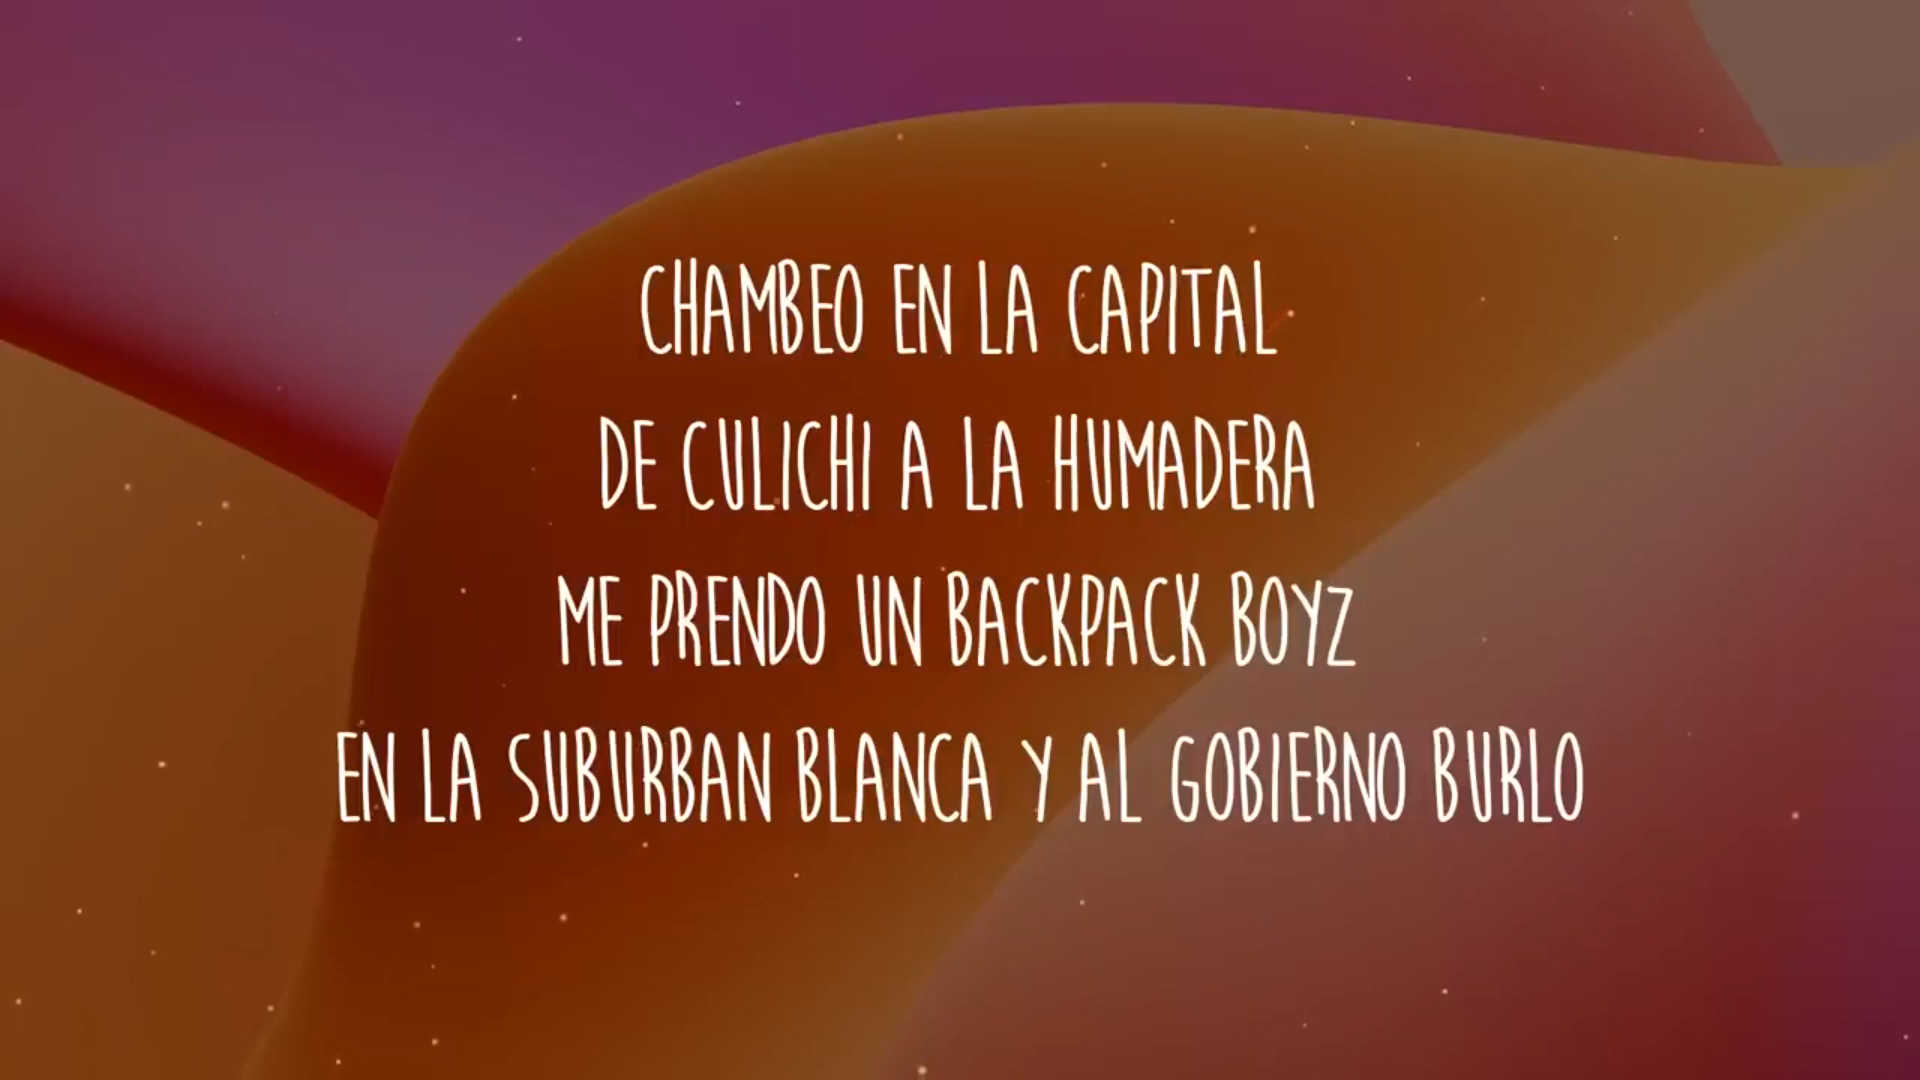 CHAMBEO EN LA CAPITAL
DE CULICHI A LA HUMADERA
ME PRENDO UN BACKPACK BOYZ
EN LA SUBURBAN BLANCA Y AL GOBIERNO BURLO